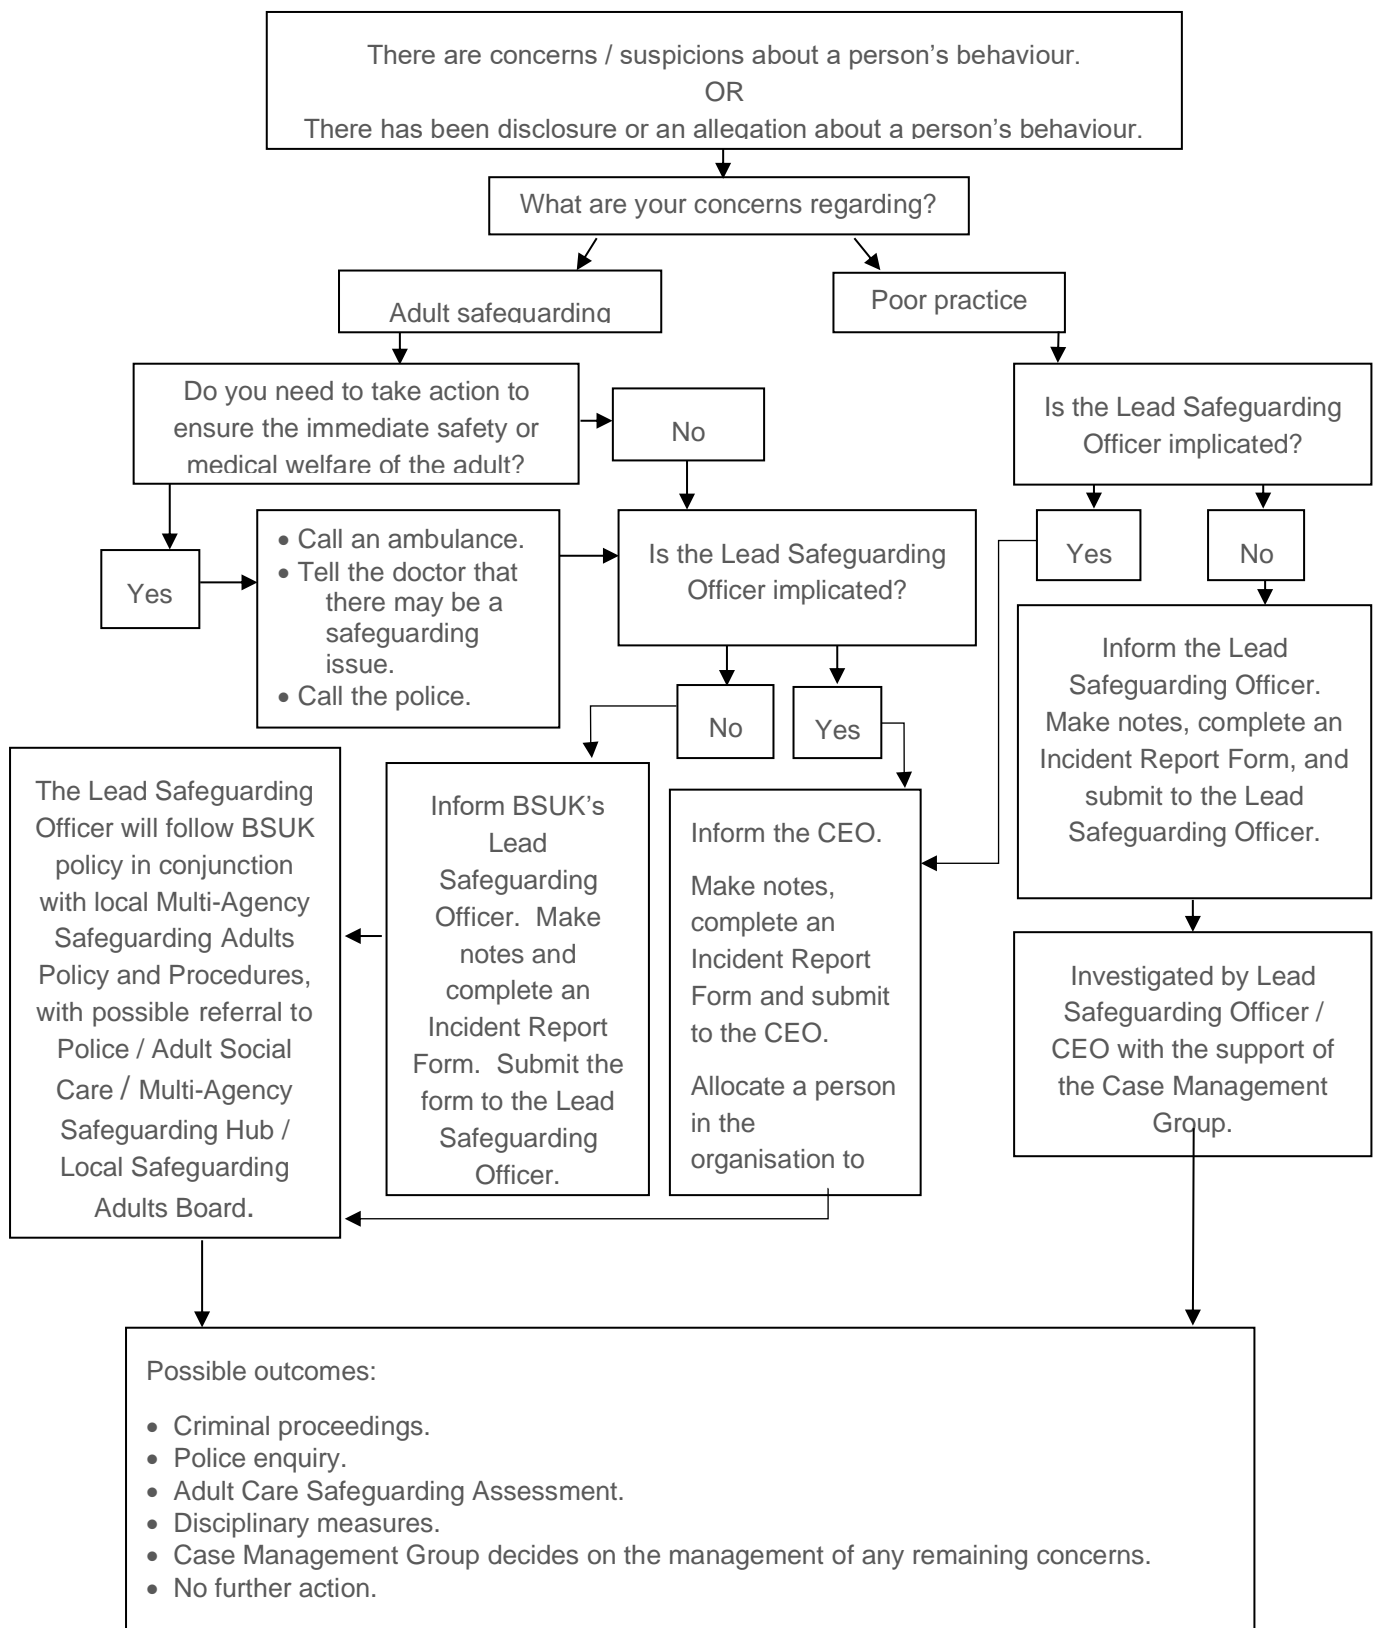 There are concerns / suspicions about a person’s behaviour.
OR
There has been disclosure or an allegation about a person’s behaviour.
What are your concerns regarding?
Adult safeguarding
Poor practice
Do you need to take action to
ensure the immediate safety or
medical welfare of the adult?
No
Is the Lead Safeguarding
Officer implicated?
Yes
• Call an ambulance.
• Tell the doctor that
there may be a
safeguarding
issue.
• Call the police.
Is the Lead Safeguarding
Officer implicated?
Yes
No
No
Yes
Inform the Lead
Safeguarding Officer.
Make notes, complete an
Incident Report Form, and
submit to the Lead
Safeguarding Officer.
The Lead Safeguarding
Officer will follow BSUK
policy in conjunction
with local Multi-Agency
Safeguarding Adults
Policy and Procedures,
with possible referral to
Police / Adult Social
Care / Multi-Agency
Safeguarding Hub /
Local Safeguarding
Adults Board.
Inform BSUK’s
Lead
Safeguarding
Officer.  Make
notes and
complete an
Incident Report
Form.  Submit the
form to the Lead
Safeguarding
Officer.
Inform the CEO.
Make notes,
complete an
Incident Report
Form and submit
to the CEO.
Allocate a person
in the
organisation to
Investigated by Lead
Safeguarding Officer /
CEO with the support of
the Case Management
Group.
Possible outcomes:
• Criminal proceedings.
• Police enquiry.
• Adult Care Safeguarding Assessment.
• Disciplinary measures.
• Case Management Group decides on the management of any remaining concerns.
• No further action.